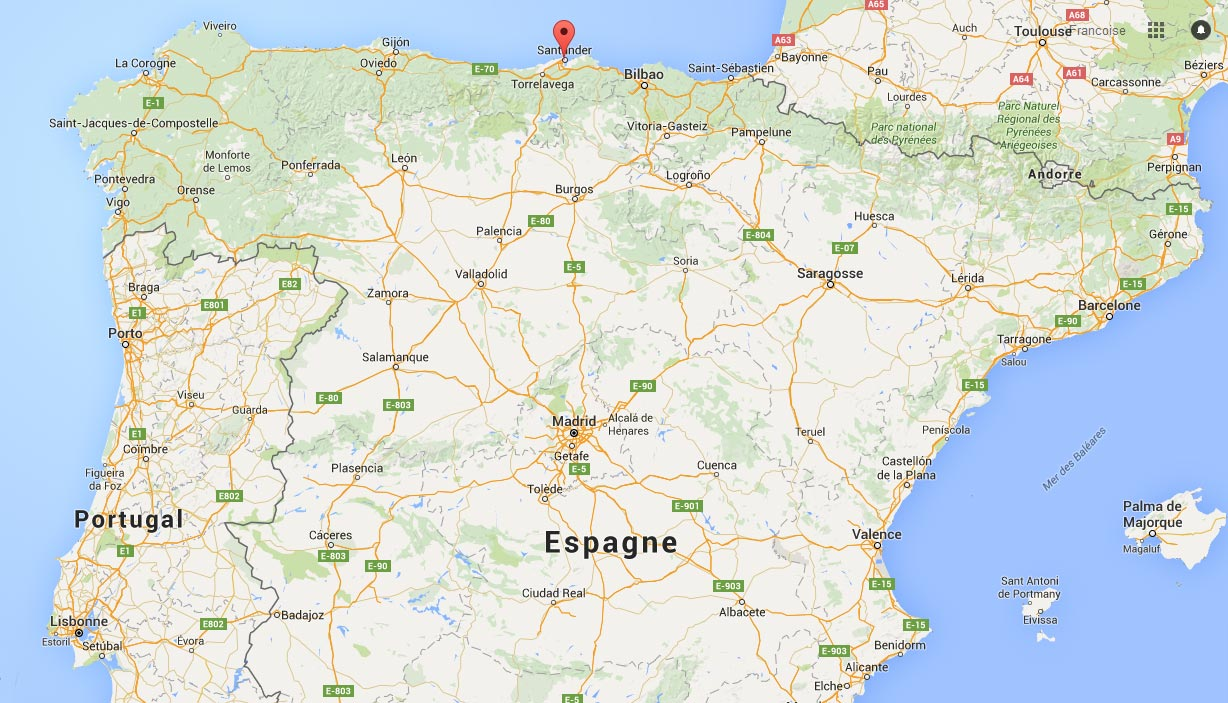 A65
Viveiro
A68
Auch
Toulouse
Francoise
A63
Gijón
Santander
Bayonne
La Corogne
Oviedo
E-70
Bilbao
Saint-Sébastien
Pau
A64
A61
Béziers
Torrelavega
Carcassonne
E-1
Lourdes
Parc Naturel
Régional des
Pyrénées
Ariégeoises
Saint-Jacques-de-Compostelle
Vitoria-Gasteiz
Pampelune
Parc national
des Pyrénées
A9
Monforte
de Lemos
Ponferrada
León
Perpignan
Pontevedra
Orense
Burgos
Logroño
Andorre
Vigo
E-15
Huesca
E-80
Palencia
E-804
E-07
Gérone
Soria
E-5
Valladolid
Saragosse
Lérida
Braga
E82
E-15
Zamora
E801
E1
Barcelone
Porto
E-90
Tarragone
Salou
Salamanque
E-90
E-15
Viseu
E-80
E-803
Guarda
Madrid
Alcalá de
Henares
Teruel
Peníscola
E1
Coïmbre
Getafe
E-5
Mer des Baléares
Figueira
da Foz
Plasencia
Cuenca
Castellón
de la Plana
Tolède
E802
E-901
Palma de
Majorque
Portugal
Cáceres
Espagne
Valence
Magaluf
E1
E-803
E-90
E-903
E-15
Sant Antoni
de Portmany
Ciudad Real
Albacete
Eivissa
Lisbonne
Badajoz
E802
E-15
Estoril
Setúbal
Évora
E-903
Benidorm
Alicante
Elche
E-803
E-5